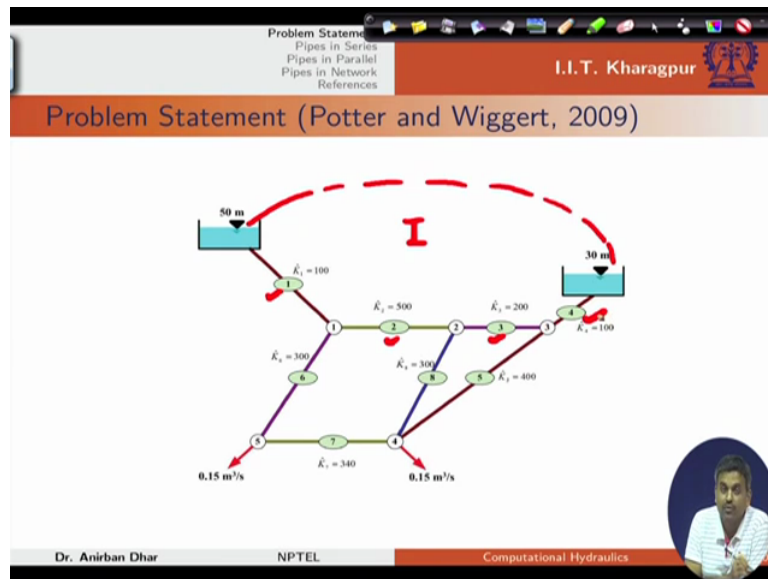 Problem Stateme
Pipes in Series
Pipes in Parallel
Pipes in Network
References
I.I.T. Kharagpur
Problem Statement (Potter and Wiggert, 2009)
50 m
I
30 m
K̂₁ = 100
1
4
K̂₂ = 500
K̂₃ = 200
K̂₄ = 100
1
2
2
3
3
K̂₆ = 300
K̂₈ = 300
K̂₅ = 400
6
8
5
5
7
4
K̂₇ = 340
0.15 m³/s
0.15 m³/s
Dr. Anirban Dhar
NPTEL
Computational Hydraulics